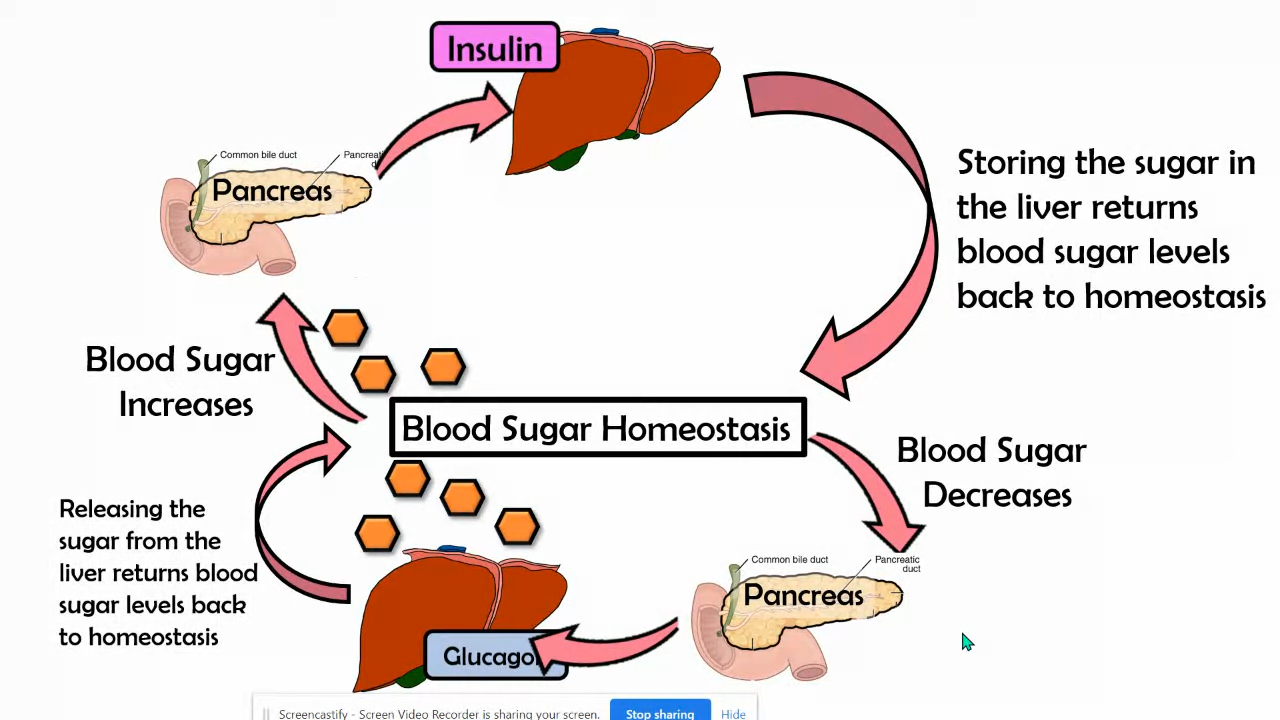 Insulin
Common bile duct
Pancreas
Storing the sugar in
the liver returns
blood sugar levels
back to homeostasis
Blood Sugar
Increases
Blood Sugar Homeostasis
Blood Sugar
Decreases
Releasing the
sugar from the
liver returns blood
sugar levels back
to homeostasis
Common bile duct
Pancreatic
duct
Pancreas
Screencastify - Screen Video Recorder is sharing your screen.
Stop sharing
Hide